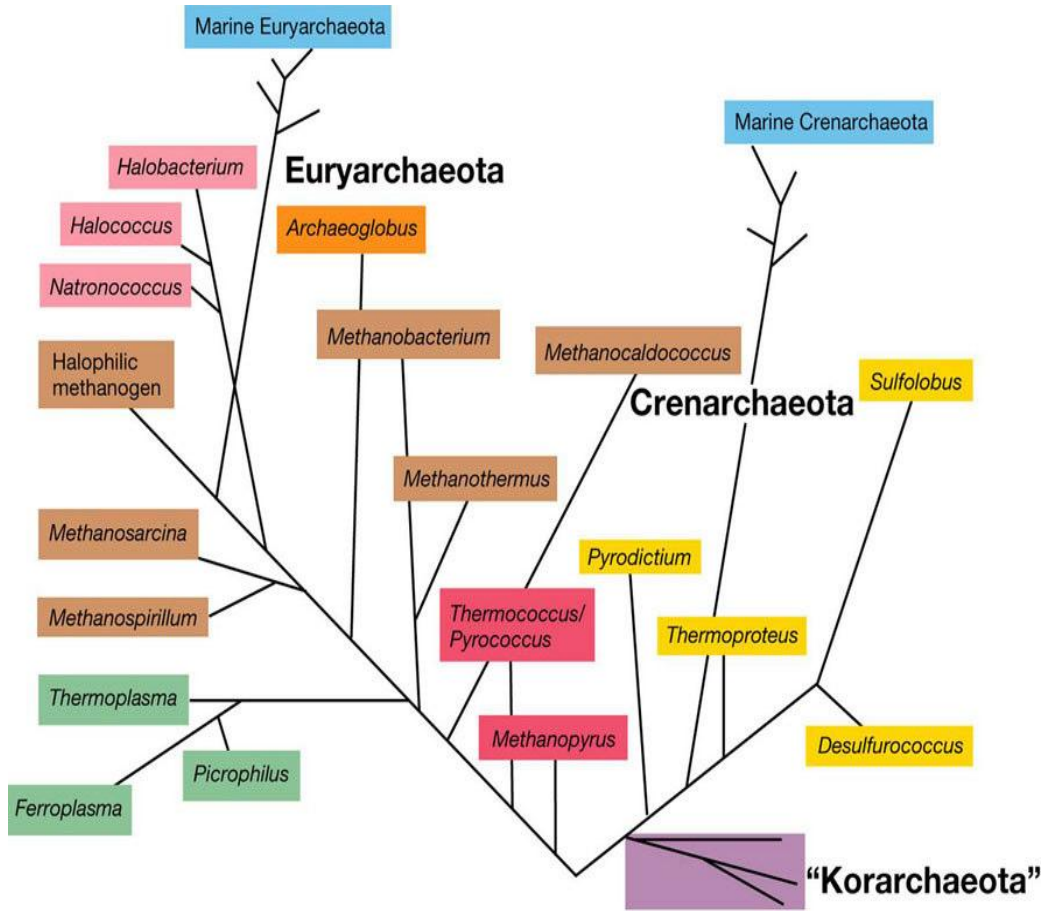 Marine Euryarchaeota
Marine Crenarchaeota
Halobacterium
Euryarchaeota
Halococcus
Archaeoglobus
Natronococcus
Methanobacterium
Methanocaldococcus
Halophilic
methanogen
Sulfolobus
Crenarchaeota
Methanothermus
Methanosarcina
Pyrodictium
Methanospirillum
Thermococcus/
Pyrococcus
Thermoproteus
Thermoplasma
Methanopyrus
Desulfurococcus
Picrophilus
Ferroplasma
“Korarchaeota”